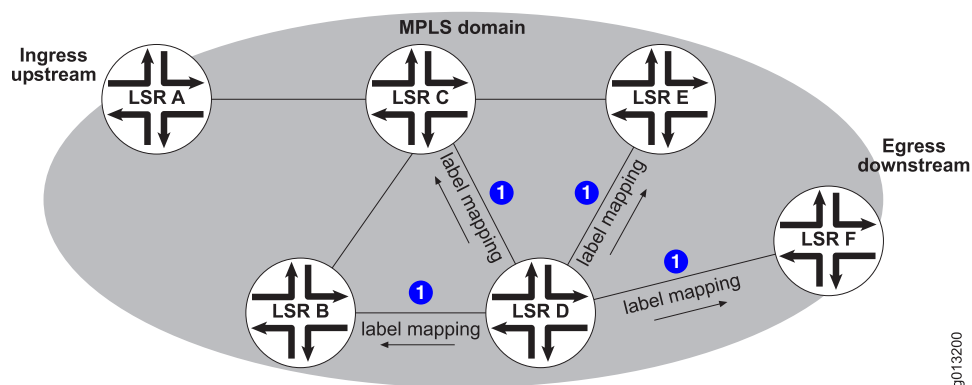 MPLS domain
Ingress
upstream
LSR A
LSR C
LSR E
Egress
downstream
label mapping
1
1
label mapping
LSR F
1
label mapping
LSR B
1
label mapping
LSR D
g013200